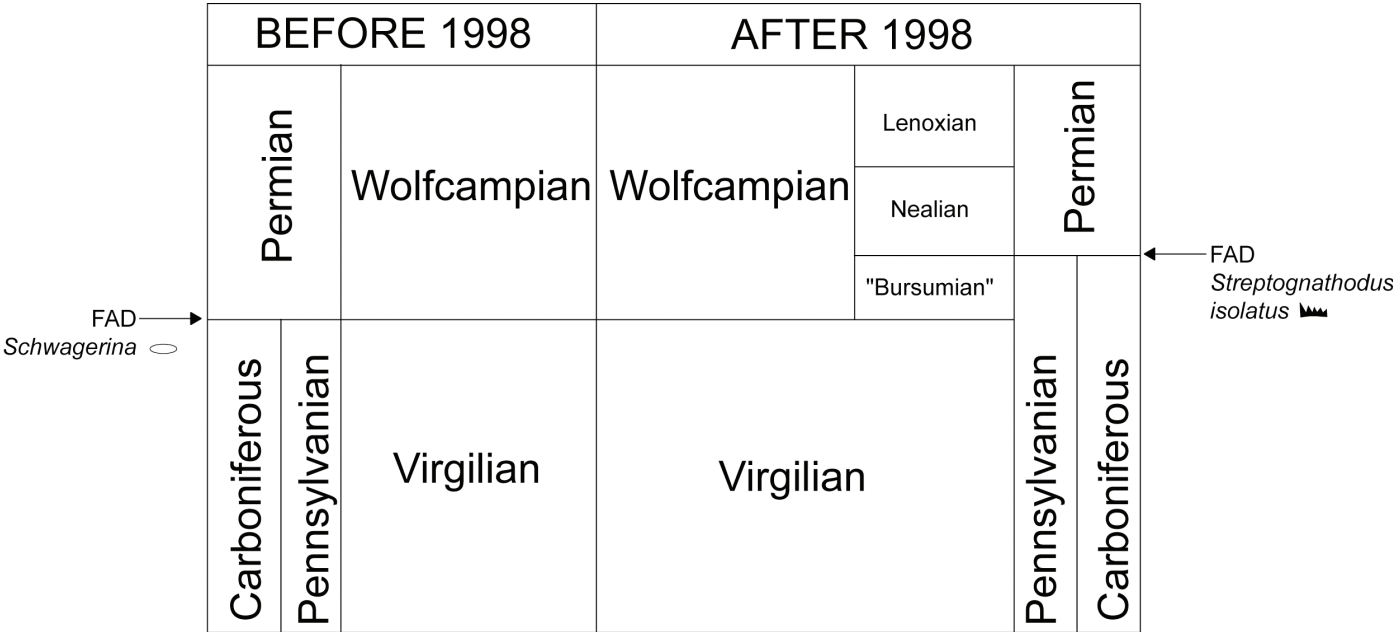 BEFORE 1998
AFTER 1998
Permian
Wolfcampian
Wolfcampian
Lenoxian
Nealian
"Bursumian"
Permian
FAD
Streptognathodus
isolatus
FAD
Schwagerina
Carboniferous
Pennsylvanian
Virgilian
Virgilian
Pennsylvanian
Carboniferous